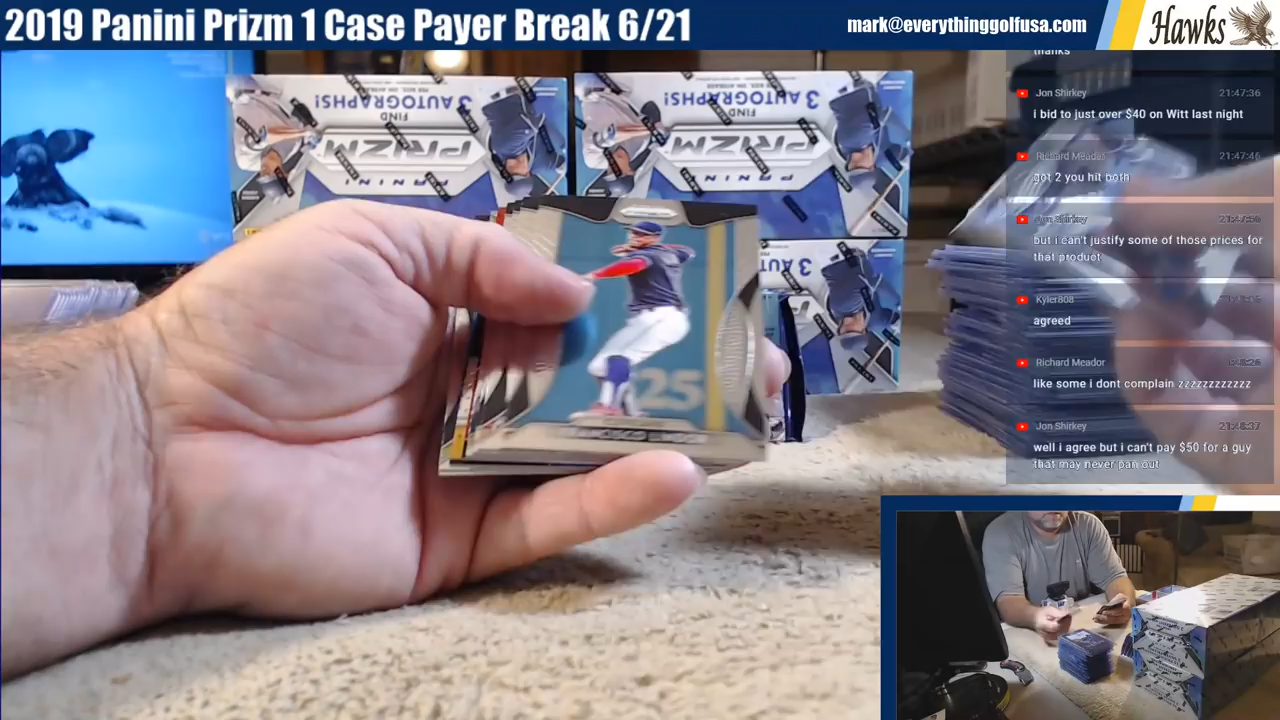 2019 Panini Prizm 1 Case Payer Break 6/21
mark@everythinggolfusa.com
Hawks
thanks
Jon Shirkey 21:47:36
i bid to just over $40 on Witt last night
Richard Meador 21:47:46
got 2 you hit both
Jon Shirkey
but i can't justify some of those prices for
that product
Kyler808
agreed
Richard Meador
like some i dont complain zzzzzzzzzzzz
Jon Shirkey 21:48:37
well i agree but i can't pay $50 for a guy
that may never pan out
FIND
3 AUTOGRAPHS!
PRIZM
PANINI
FIND
3 AUTOGRAPHS!
PRIZM
PANINI
3 AUT
25